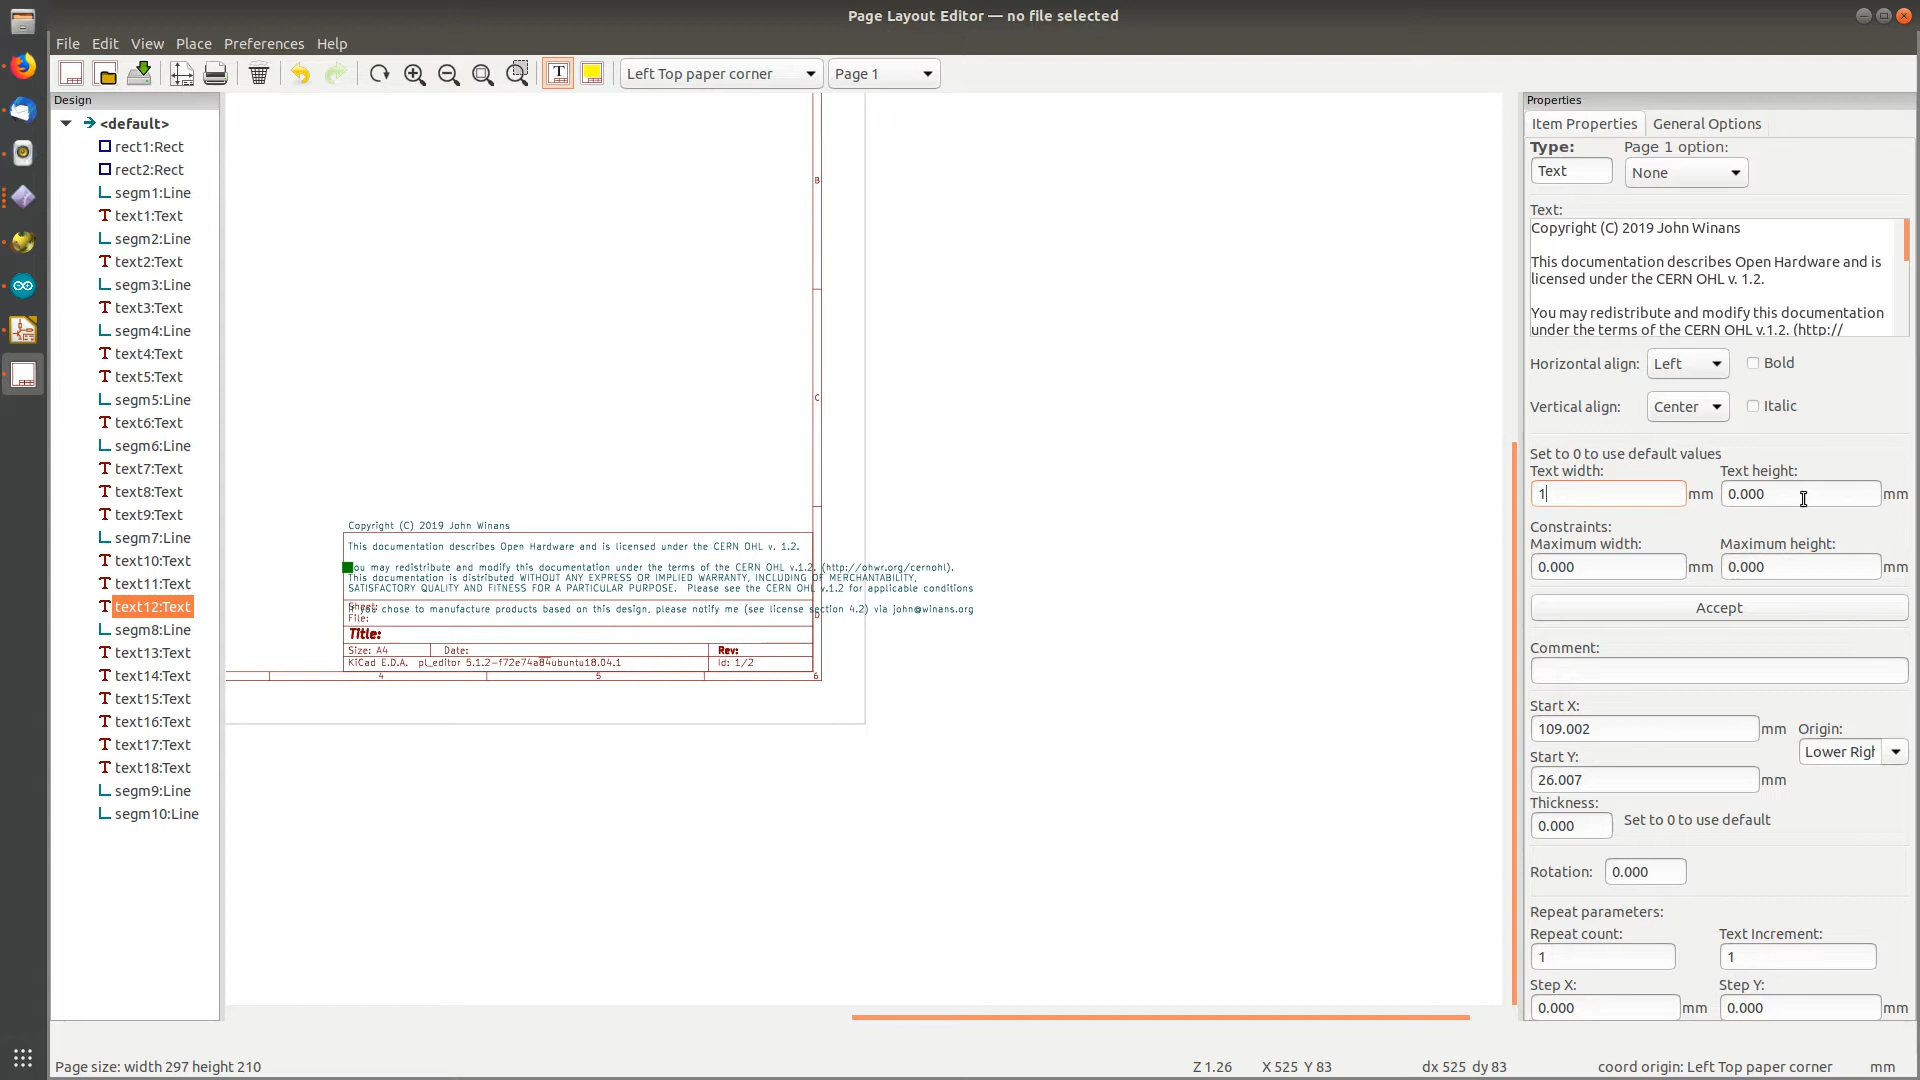 Page Layout Editor — no file selected
File Edit View Place Preferences Help
Left Top paper corner
Page 1
Design
<default>
rect1:Rect
rect2:Rect
segm1:Line
text1:Text
segm2:Line
text2:Text
segm3:Line
text3:Text
segm4:Line
text4:Text
text5:Text
segm5:Line
text6:Text
segm6:Line
text7:Text
text8:Text
text9:Text
segm7:Line
text10:Text
text11:Text
text12:Text
segm8:Line
text13:Text
text14:Text
text15:Text
text16:Text
text17:Text
text18:Text
segm9:Line
segm10:Line
B
C
D
Copyright (C) 2019 John Winans
This documentation describes Open Hardware and is licensed under the CERN OHL v. 1.2.
ou may redistribute and modify this documentation under the terms of the CERN OHL v.1.2. (http://ohwr.org/cernohl).
This documentation is distributed WITHOUT ANY EXPRESS OR IMPLIED WARRANTY, INCLUDING OF MERCHANTABILITY,
SATISFACTORY QUALITY AND FITNESS FOR A PARTICULAR PURPOSE. Please see the CERN OHL v.1.2 for applicable conditions
Sheet:
If you chose to manufacture products based on this design, please notify me (see license section 4.2) via john@winans.org
File:
Title:
Size: A4 Date: Rev:
KiCad E.D.A. pl_editor 5.1.2-f72e74a84ubuntu18.04.1 Id: 1/2
4 5 6
Properties
Item Properties General Options
Type: Page 1 option:
Text None
Text:
Copyright (C) 2019 John Winans
This documentation describes Open Hardware and is
licensed under the CERN OHL v. 1.2.
You may redistribute and modify this documentation
under the terms of the CERN OHL v.1.2. (http://
Horizontal align: Left Bold
Vertical align: Center Italic
Set to 0 to use default values
Text width: Text height:
1 mm 0.000 mm
Constraints:
Maximum width: Maximum height:
0.000 mm 0.000 mm
Accept
Comment:
Start X:
109.002 mm Origin:
Lower Righ
Start Y:
26.007 mm
Thickness:
0.000 Set to 0 to use default
Rotation: 0.000
Repeat parameters:
Repeat count: Text Increment:
1 1
Step X: Step Y:
0.000 mm 0.000 mm
Page size: width 297 height 210 Z 1.26 X 525 Y 83 dx 525 dy 83 coord origin: Left Top paper corner mm